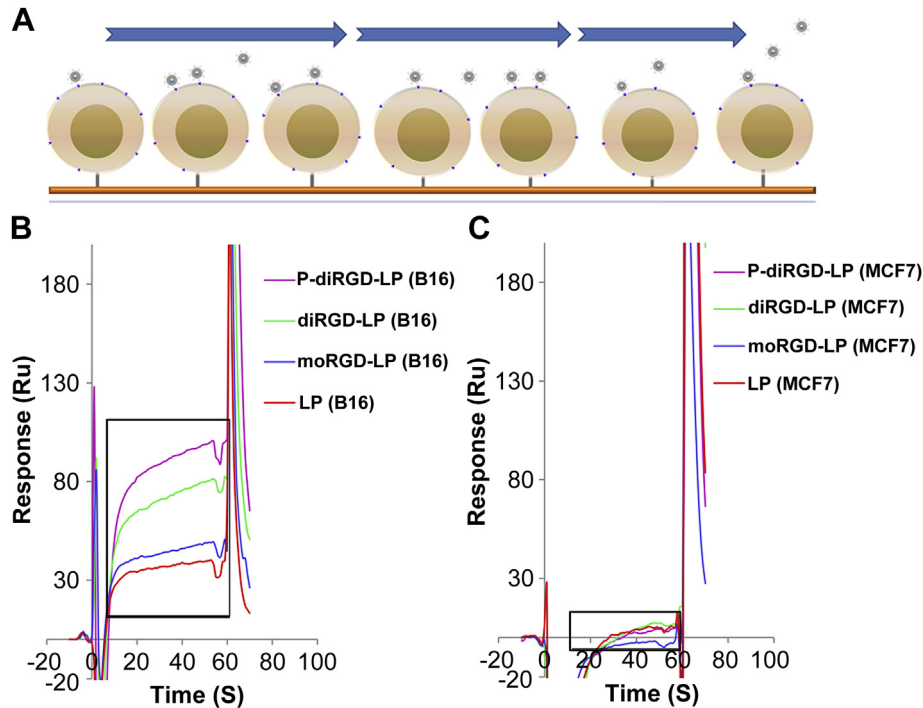 A
B
180
130
80
30
-20
-20
0
20
40
60
80
100
Response (Ru)
Time (S)
P-diRGD-LP (B16)
diRGD-LP (B16)
moRGD-LP (B16)
LP (B16)
C
180
130
80
30
-20
-20
0
20
40
60
80
100
Response (Ru)
Time (S)
P-diRGD-LP (MCF7)
diRGD-LP (MCF7)
moRGD-LP (MCF7)
LP (MCF7)